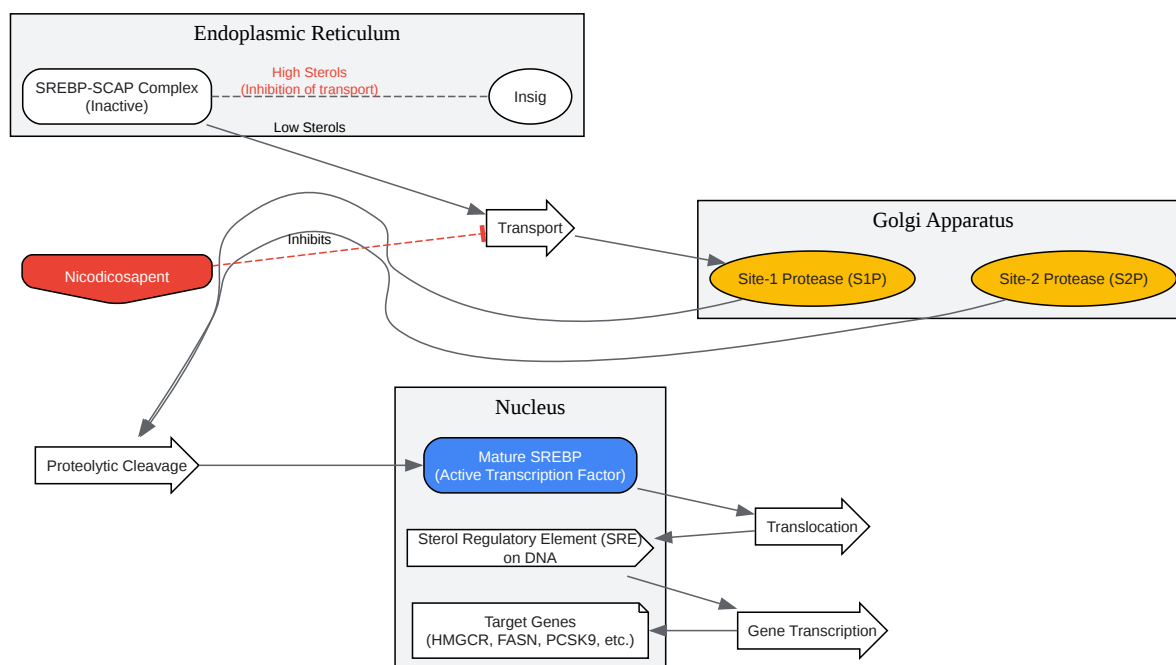 Endoplasmic Reticulum
SREBP-SCAP Complex
(Inactive)
High Sterols
(Inhibition of transport)
Insig
Low Sterols
Transport
Golgi Apparatus
Inhibits
Nicodicosapent
Site-1 Protease (S1P)
Site-2 Protease (S2P)
Nucleus
Proteolytic Cleavage
Mature SREBP
(Active Transcription Factor)
Translocation
Sterol Regulatory Element (SRE)
on DNA
Target Genes
(HMGCR, FASN, PCSK9, etc.)
Gene Transcription